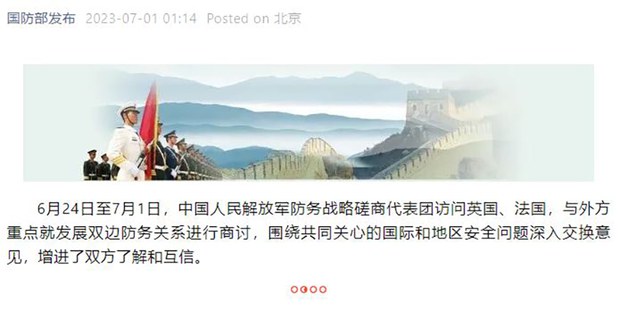 国防部发布 2023-07-01 01:14 Posted on 北京
6月24日至7月1日，中国人民解放军防务战略磋商代表团访问英国、法国，与外方
重点就发展双边防务关系进行商讨，围绕共同关心的国际和地区安全问题深入交换意
见，增进了双方了解和互信。